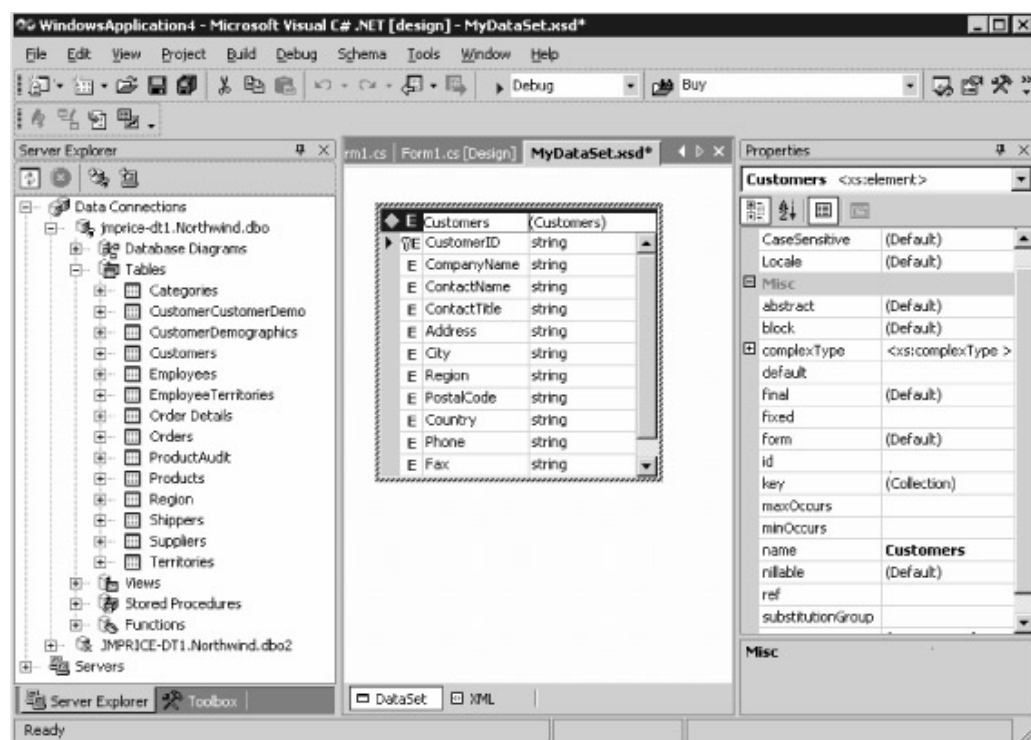 WindowsApplication4 - Microsoft Visual C# .NET [design] - MyDataSet.xsd*
File Edit View Project Build Debug Schema Tools Window Help
Debug Buy
Server Explorer
Data Connections
jmprice-dt1.Northwind.dbo
Database Diagrams
Tables
Categories
CustomerCustomerDemo
CustomerDemographics
Customers
Employees
EmployeeTerritories
Order Details
Orders
ProductAudit
Products
Region
Shippers
Suppliers
Territories
Views
Stored Procedures
Functions
JMPRICE-DT1.Northwind.dbo2
Servers
Server Explorer Toolbox
rm1.cs Form1.cs [Design] MyDataSet.xsd*
E Customers (Customers)
E CustomerID string
E CompanyName string
E ContactName string
E ContactTitle string
E Address string
E City string
E Region string
E PostalCode string
E Country string
E Phone string
E Fax string
DataSet XML
Properties
Customers <xs:element>
CaseSensitive (Default)
Locale (Default)
Misc
abstract (Default)
block (Default)
complexType <xs:complexType >
default
final (Default)
fixed
form (Default)
id
key (Collection)
maxOccurs
minOccurs
name Customers
nillable (Default)
ref
substitutionGroup
Misc
Ready